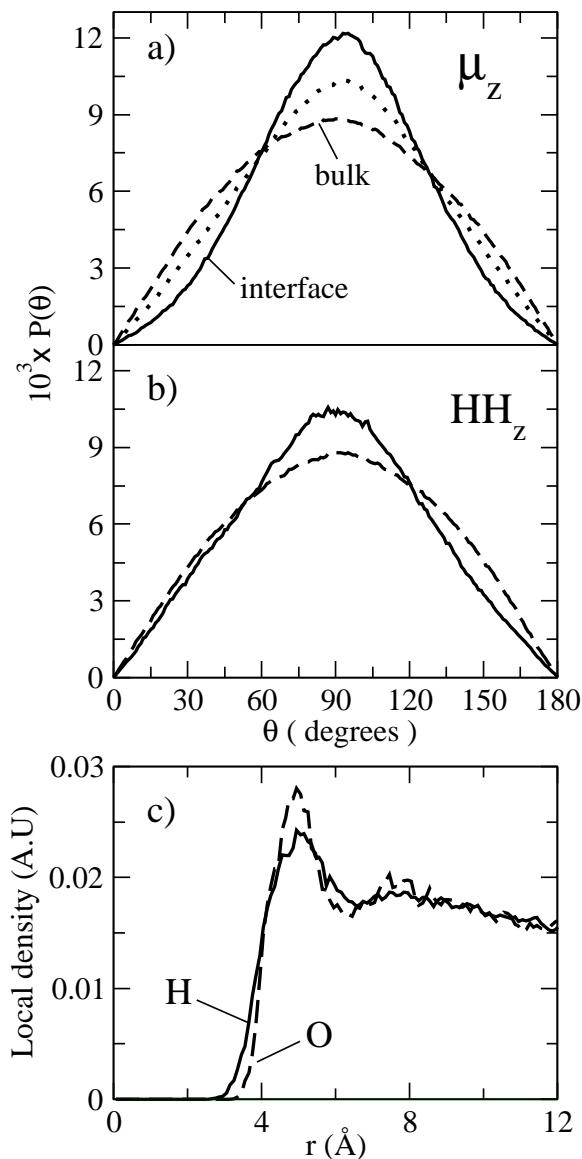 12
a)
μz
9
bulk
6
3
interface
0
10³x P(θ)
12
b)
HHz
9
6
3
0
0 30 60 90 120 150 180
θ ( degrees )
0.03
c)
0.02
Local density (A.U)
0.01
H
O
0
0 4 8 12
r (Å)